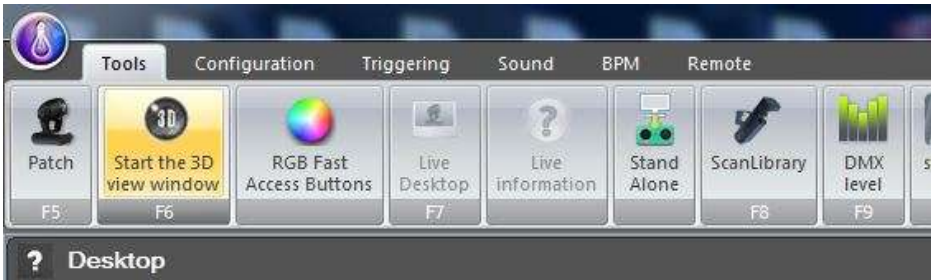 Tools Configuration Triggering Sound BPM Remote
3D
Patch
F5
Start the 3D
view window
F6
RGB Fast
Access Buttons
Live
Desktop
F7
?
Live
information
Stand
Alone
ScanLibrary
F8
DMX
level
F9
? Desktop